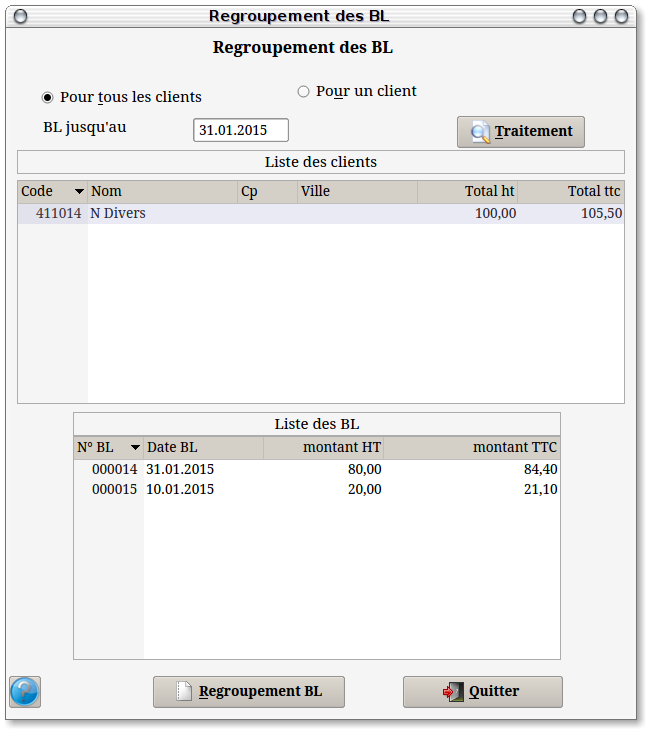 Regroupement des BL
Regroupement des BL
Pour tous les clients
Pour un client
BL jusqu'au 31.01.2015 Traitement
Liste des clients
Code Nom Cp Ville Total ht Total ttc
411014 N Divers 100,00 105,50
Liste des BL
N° BL Date BL montant HT montant TTC
000014 31.01.2015 80,00 84,40
000015 10.01.2015 20,00 21,10
Regroupement BL Quitter